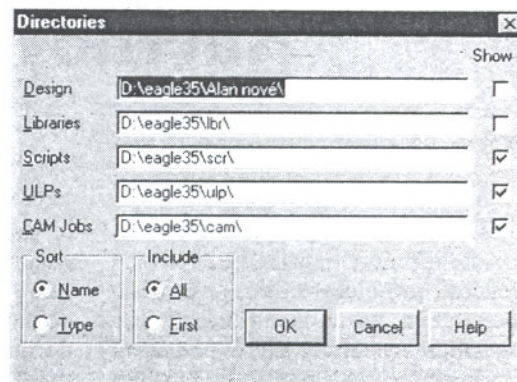 Directories
Show
Design D:\eagle35\Alan nové\
Libraries D:\eagle35\lbr\
Scripts D:\eagle35\scr\
ULPs D:\eagle35\ulp\
CAM Jobs D:\eagle35\cam\
Sort Include
Name All
Type First
OK Cancel Help